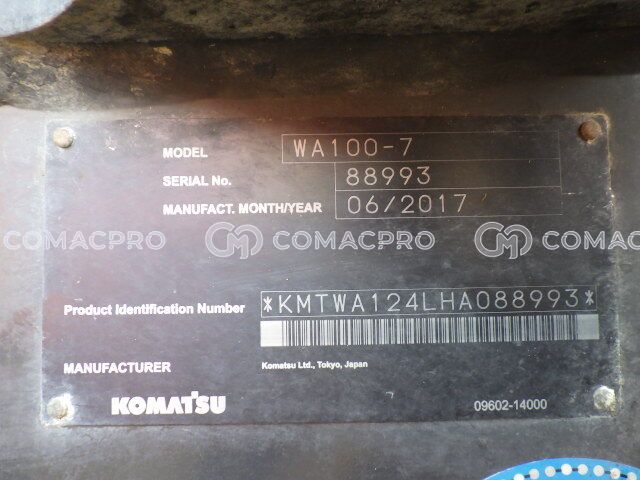 MODEL WA100-7
SERIAL No. 88993
MANUFACT. MONTH/YEAR 06/2017
COMACPRO COMACPRO COMACPRO
Product Identification Number *KMTWA124LHA088993*
MANUFACTURER Komatsu Ltd., Tokyo, Japan
KOMATSU 09602-14000